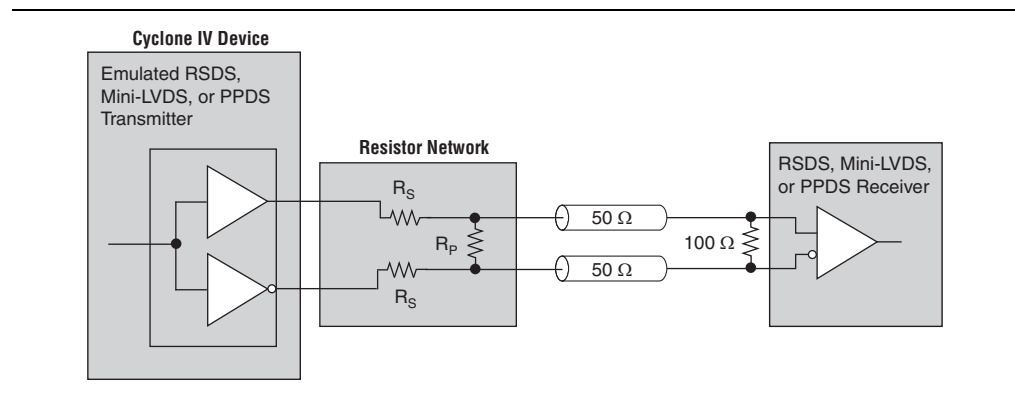 Cyclone IV Device
Emulated RSDS,
Mini-LVDS, or PPDS
Transmitter
Resistor Network
RS
RP
RS
50 Ω
50 Ω
100 Ω
RSDS, Mini-LVDS,
or PPDS Receiver